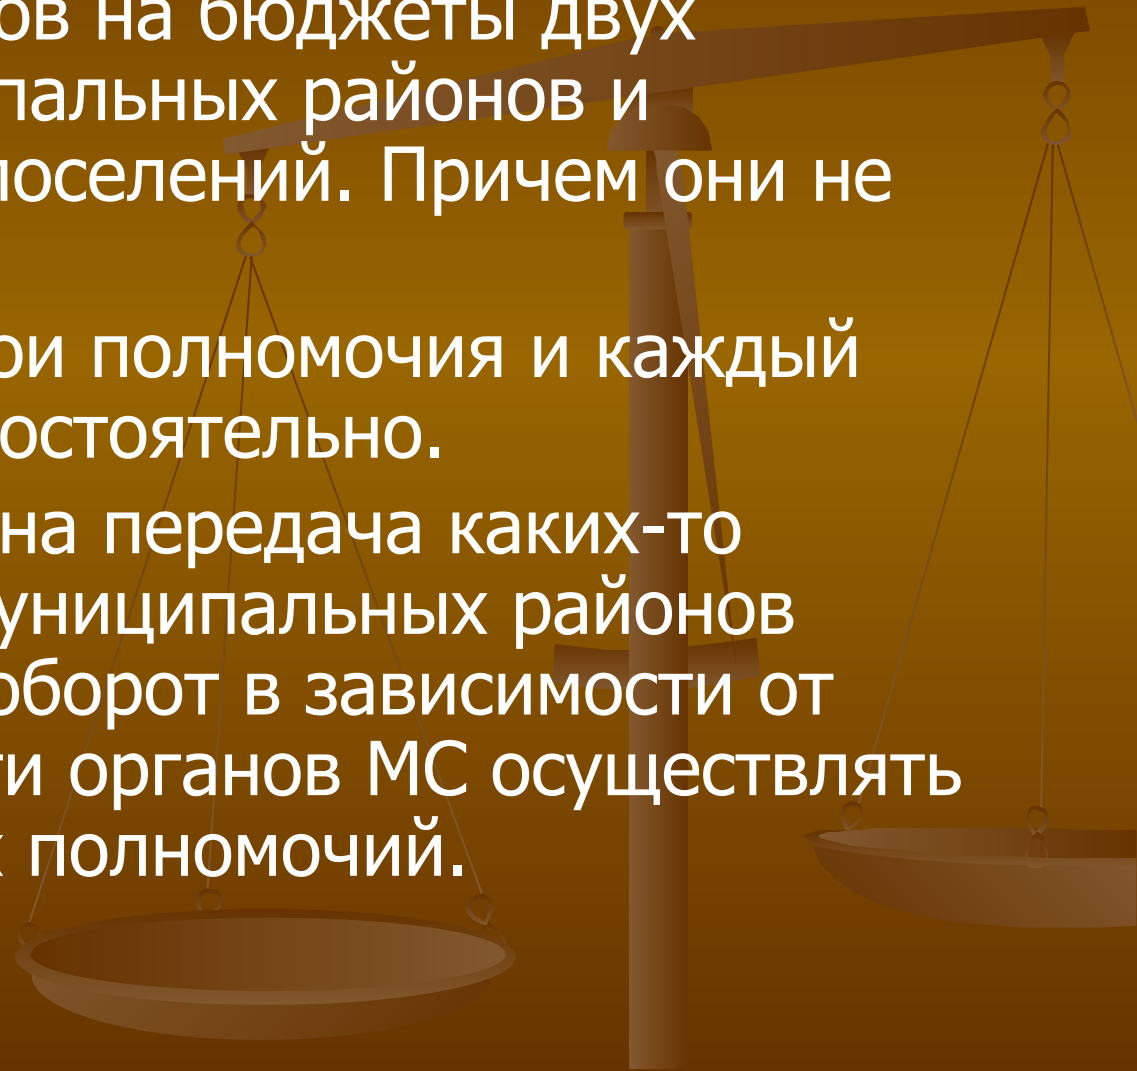 ов на бюджеты двух
пальных районов и
поселений. Причем они не
ои полномочия и каждый
остоятельно.
на передача каких-то
униципальных районов
оборот в зависимости от
ти органов МС осуществлять
х полномочий.